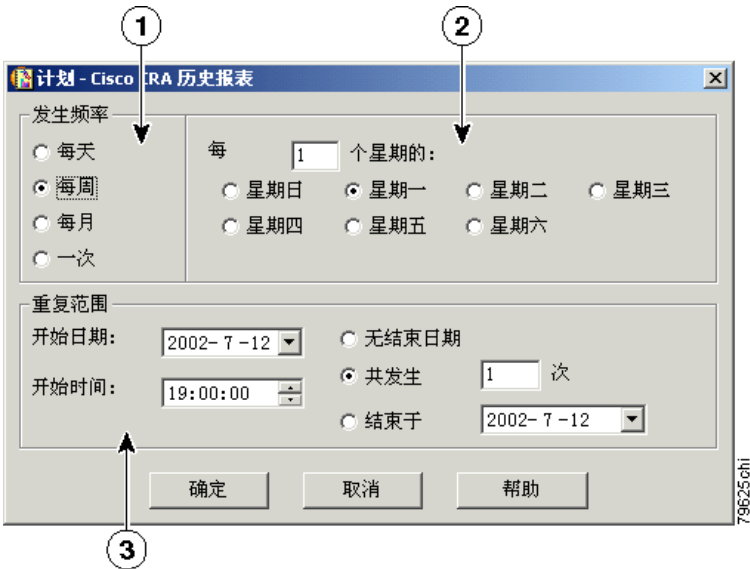 1
2
计划 - Cisco CRA 历史报表
发生频率
每天
每周
每月
一次
每 1 个星期的:
星期日 星期一 星期二 星期三
星期四 星期五 星期六
重复范围
开始日期: 2002- 7 -12
开始时间: 19:00:00
无结束日期
共发生 1 次
结束于 2002- 7 -12
确定 取消 帮助
79625chi
3